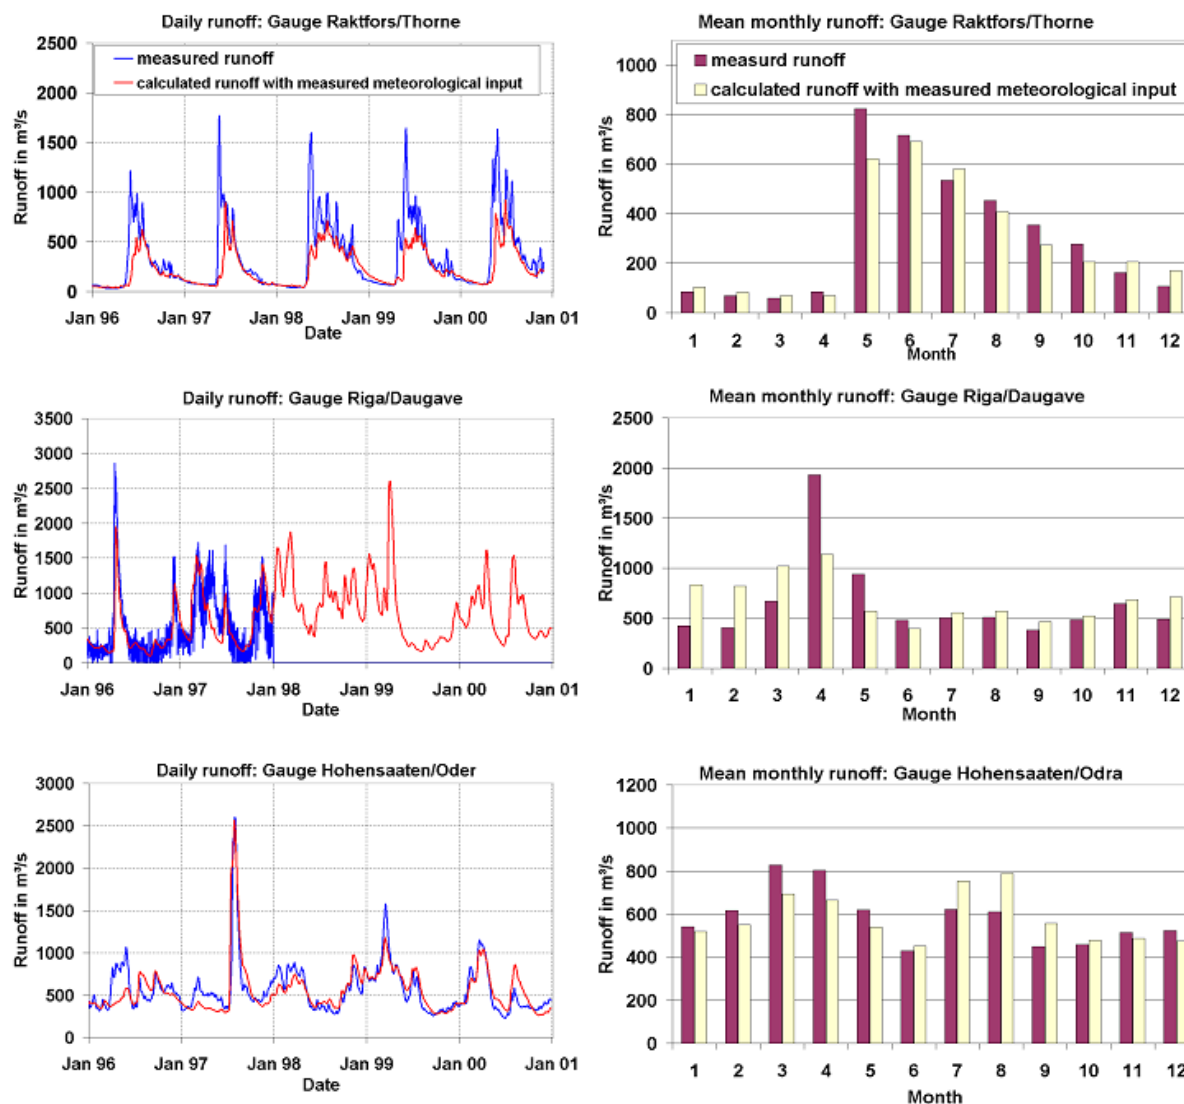 Daily runoff: Gauge Raktfors/Thorne
2500
2000
1500
1000
500
0
Runoff in m³/s
measured runoff
calculated runoff with measured meteorological input
Jan 96 Jan 97 Jan 98 Jan 99 Jan 00 Jan 01
Date
Mean monthly runoff: Gauge Raktfors/Thorne
1000
800
600
400
200
0
Runoff in m³/s
measurd runoff
calculated runoff with measured meteorological input
1 2 3 4 5 6 7 8 9 10 11 12
Month
Daily runoff: Gauge Riga/Daugave
3500
3000
2500
2000
1500
1000
500
0
Runoff in m³/s
Jan 96 Jan 97 Jan 98 Jan 99 Jan 00 Jan 01
Date
Mean monthly runoff: Gauge Riga/Daugave
2500
2000
1500
1000
500
0
Runoff in m³/s
1 2 3 4 5 6 7 8 9 10 11 12
Month
Daily runoff: Gauge Hohensaaten/Oder
3000
2500
2000
1500
1000
500
0
Runoff in m³/s
Jan 96 Jan 97 Jan 98 Jan 99 Jan 00 Jan 01
Date
Mean monthly runoff: Gauge Hohensaaten/Odra
1200
1000
800
600
400
200
0
Runoff in m³/s
1 2 3 4 5 6 7 8 9 10 11 12
Month